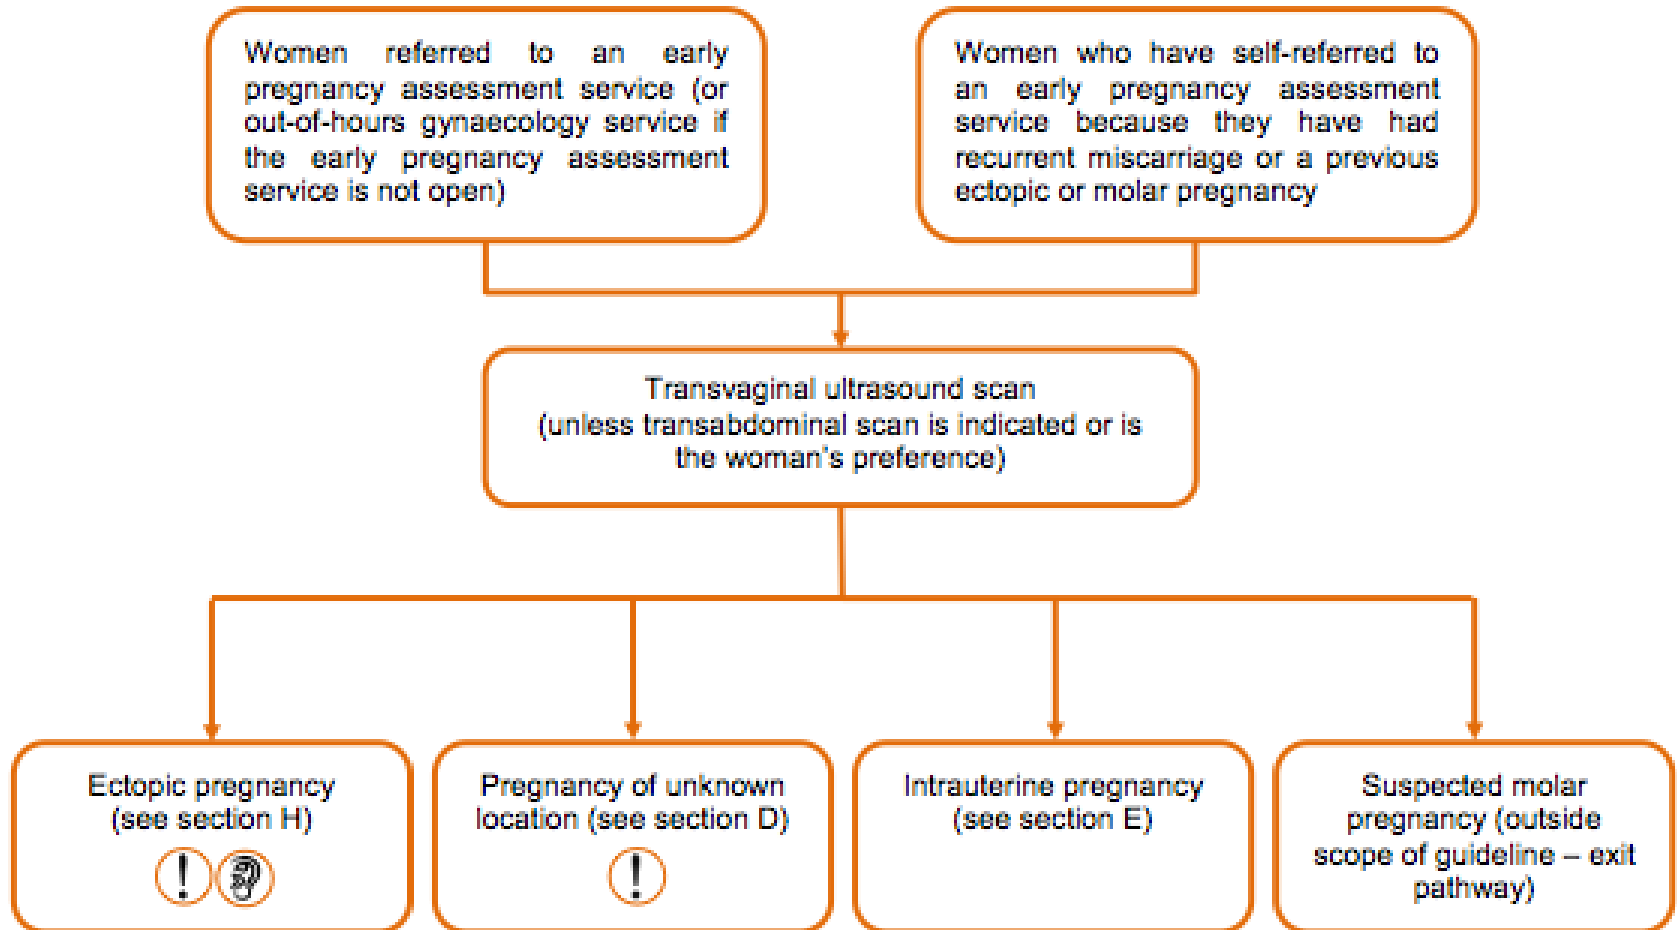 Women referred to an early
pregnancy assessment service (or
out-of-hours gynaecology service if
the early pregnancy assessment
service is not open)
Women who have self-referred to
an early pregnancy assessment
service because they have had
recurrent miscarriage or a previous
ectopic or molar pregnancy
Transvaginal ultrasound scan
(unless transabdominal scan is indicated or is
the woman's preference)
Ectopic pregnancy
(see section H)
!
Pregnancy of unknown
location (see section D)
!
Intrauterine pregnancy
(see section E)
Suspected molar
pregnancy (outside
scope of guideline – exit
pathway)